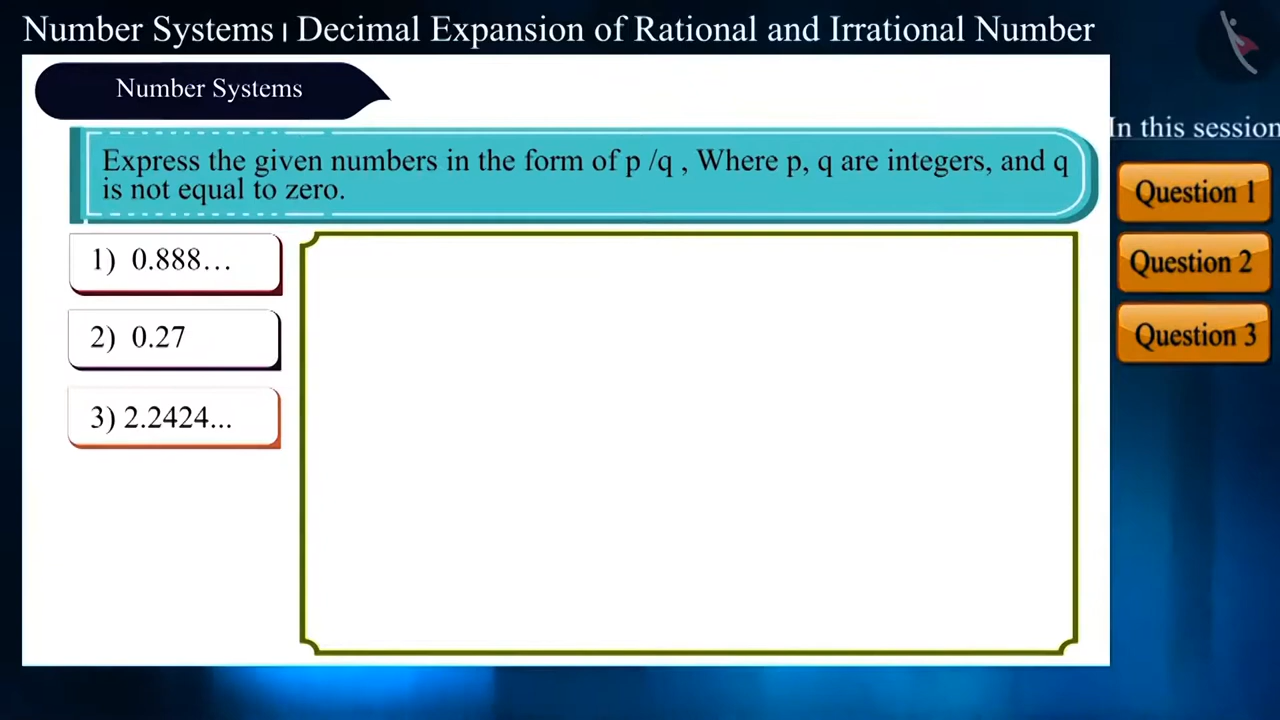 Number Systems | Decimal Expansion of Rational and Irrational Number
Number Systems
In this session
Express the given numbers in the form of p /q , Where p, q are integers, and q
is not equal to zero.
Question 1
Question 2
Question 3
1) 0.888...
2) 0.27
3) 2.2424...